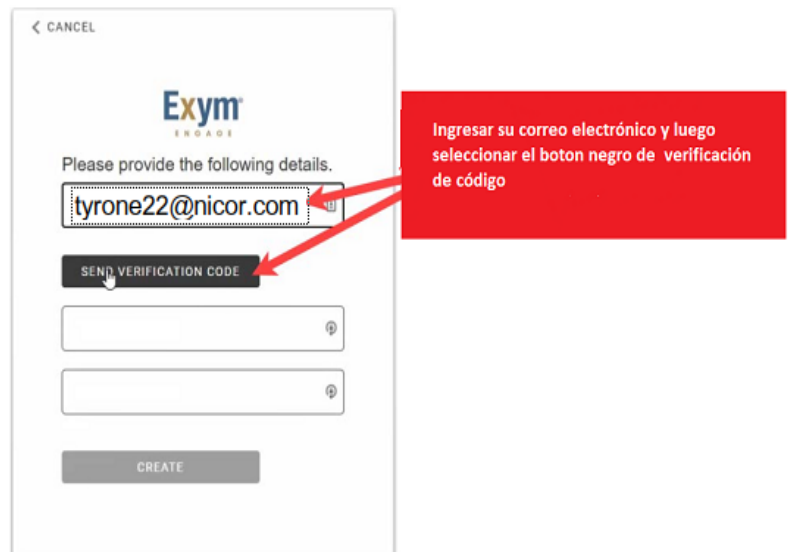 < CANCEL
Exym
ENGAGE
Please provide the following details.
tyrone22@nicor.com
SEND VERIFICATION CODE
CREATE
Ingresar su correo electrónico y luego
seleccionar el boton negro de verificación
de código